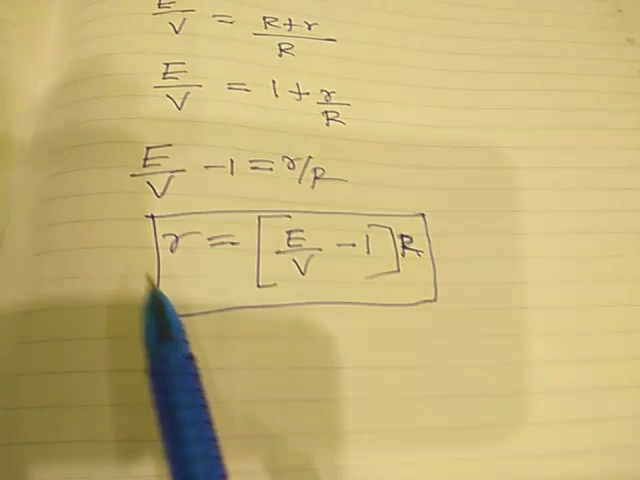 E/V = R+r/R
E/V = 1 + r/R
E/V - 1 = r/R
r = [E/V - 1] R